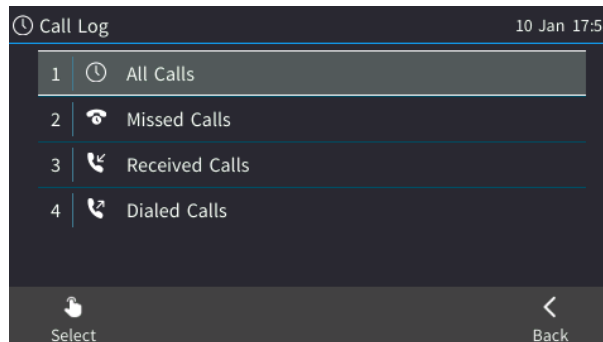 Call Log 10 Jan 17:5
1 All Calls
2 Missed Calls
3 Received Calls
4 Dialed Calls
Select Back